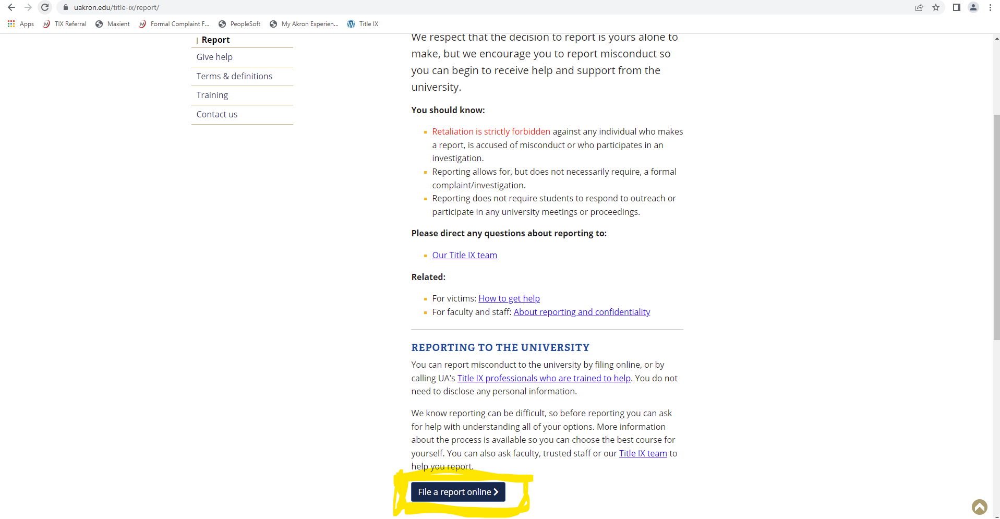 uakron.edu/title-ix/report/
Apps TIX Referral Maxient Formal Complaint F... PeopleSoft My Akron Experien... Title IX
| Report
Give help
Terms & definitions
Training
Contact us
We respect that the decision to report is yours alone to
make, but we encourage you to report misconduct so
you can begin to receive help and support from the
university.
You should know:
Retaliation is strictly forbidden against any individual who makes
a report, is accused of misconduct or who participates in an
investigation.
Reporting allows for, but does not necessarily require, a formal
complaint/investigation.
Reporting does not require students to respond to outreach or
participate in any university meetings or proceedings.
Please direct any questions about reporting to:
Our Title IX team
Related:
For victims: How to get help
For faculty and staff: About reporting and confidentiality
REPORTING TO THE UNIVERSITY
You can report misconduct to the university by filing online, or by
calling UA's Title IX professionals who are trained to help. You do not
need to disclose any personal information.
We know reporting can be difficult, so before reporting you can ask
for help with understanding all of your options. More information
about the process is available so you can choose the best course for
yourself. You can also ask faculty, trusted staff or our Title IX team to
help you report.
File a report online